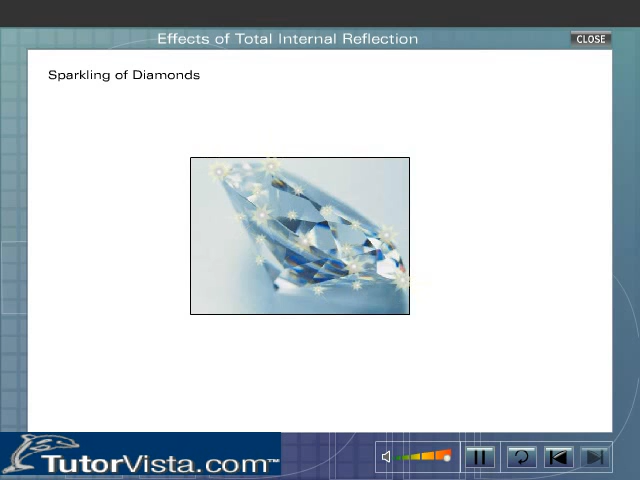 Effects of Total Internal Reflection
CLOSE
Sparkling of Diamonds
TutorVista.com™